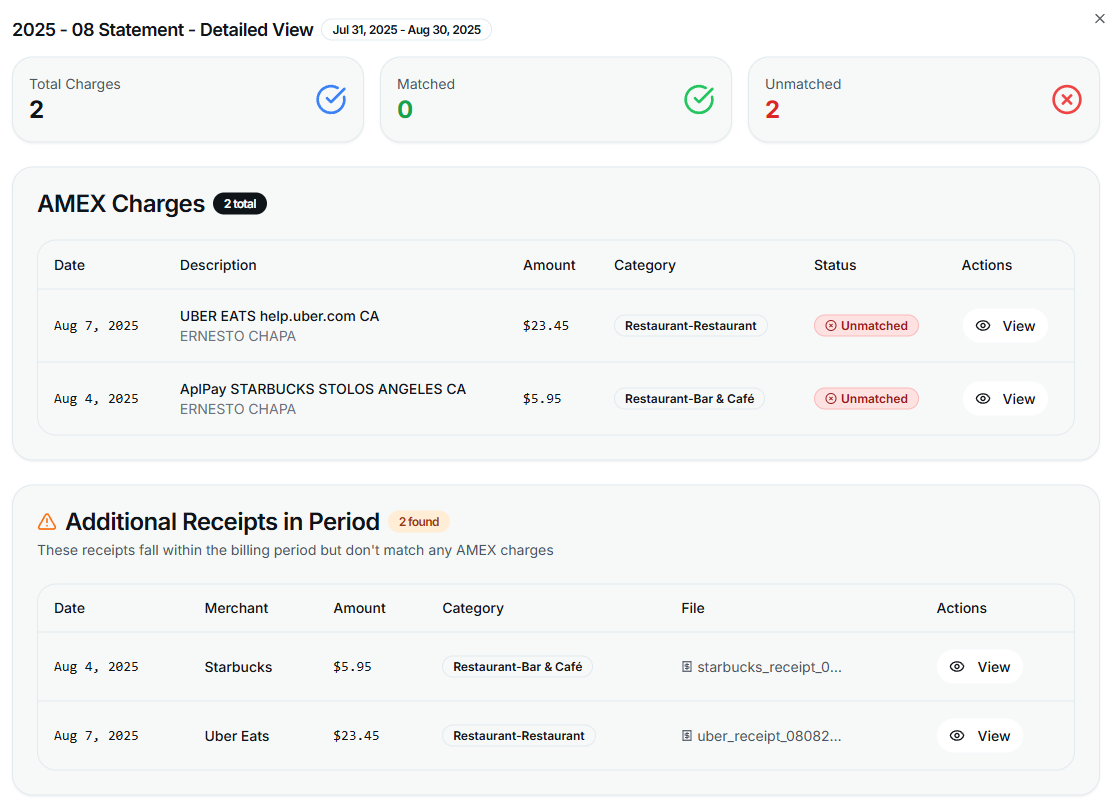 2025 - 08 Statement - Detailed View Jul 31, 2025 - Aug 30, 2025
Total Charges
2
Matched
0
Unmatched
2
AMEX Charges 2 total
Date Description Amount Category Status Actions
Aug 7, 2025 UBER EATS help.uber.com CA $23.45 Restaurant-Restaurant Unmatched View
ERNESTO CHAPA
Aug 4, 2025 AplPay STARBUCKS STOLOS ANGELES CA $5.95 Restaurant-Bar & Café Unmatched View
ERNESTO CHAPA
Additional Receipts in Period 2 found
These receipts fall within the billing period but don't match any AMEX charges
Date Merchant Amount Category File Actions
Aug 4, 2025 Starbucks $5.95 Restaurant-Bar & Café starbucks_receipt_0... View
Aug 7, 2025 Uber Eats $23.45 Restaurant-Restaurant uber_receipt_08082... View